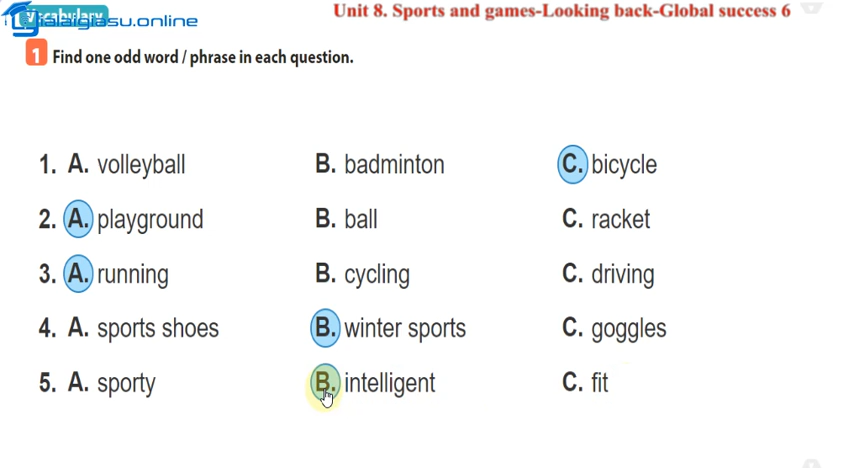 Vocabulary
giaigiasu.online
Unit 8. Sports and games-Looking back-Global success 6
1 Find one odd word / phrase in each question.
1. A. volleyball B. badminton C. bicycle
2. A. playground B. ball C. racket
3. A. running B. cycling C. driving
4. A. sports shoes B. winter sports C. goggles
5. A. sporty B. intelligent C. fit